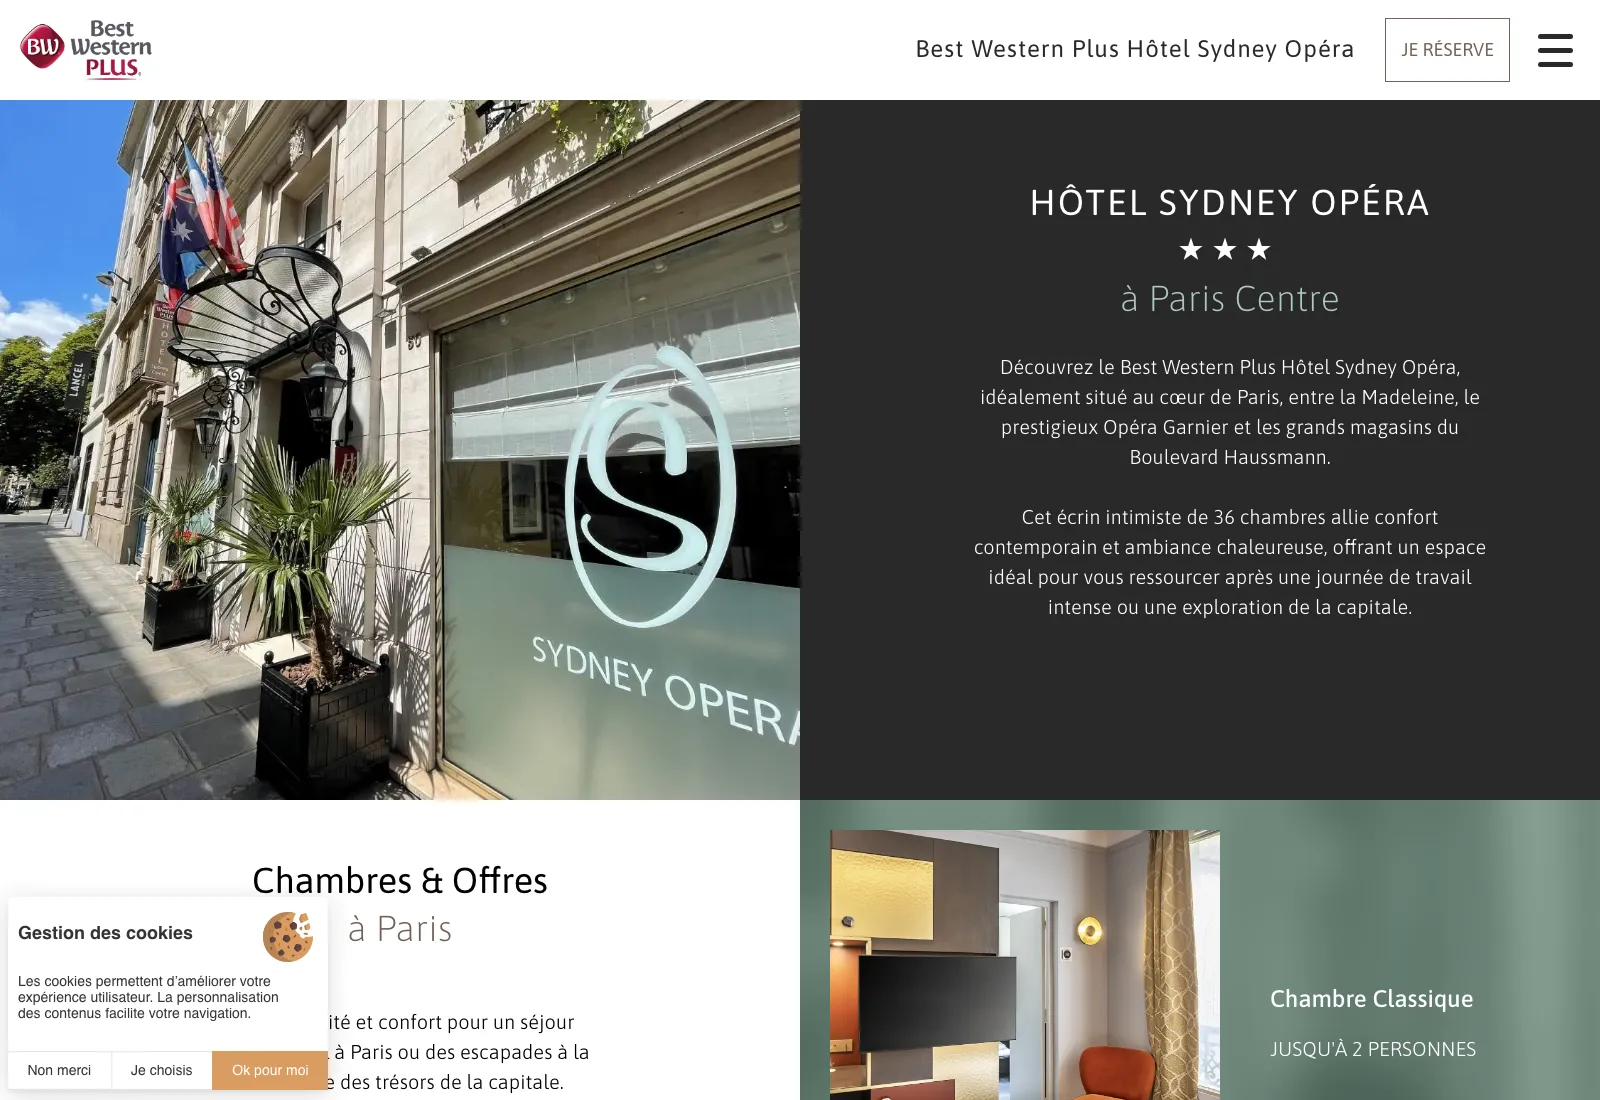 Best
Western
PLUS
BW
Best Western Plus Hôtel Sydney Opéra
JE RÉSERVE
LANCEL
HOTEL
50
SYDNEY OPERA
HÔTEL SYDNEY OPÉRA
à Paris Centre
Découvrez le Best Western Plus Hôtel Sydney Opéra,
idéalement situé au cœur de Paris, entre la Madeleine, le
prestigieux Opéra Garnier et les grands magasins du
Boulevard Haussmann.
Cet écrin intimiste de 36 chambres allie confort
contemporain et ambiance chaleureuse, offrant un espace
idéal pour vous ressourcer après une journée de travail
intense ou une exploration de la capitale.
Chambres & Offres
à Paris
ité et confort pour un séjour
à Paris ou des escapades à la
e des trésors de la capitale.
Gestion des cookies
Les cookies permettent d'améliorer votre
expérience utilisateur. La personnalisation
des contenus facilite votre navigation.
Non merci
Je choisis
Ok pour moi
Chambre Classique
JUSQU'À 2 PERSONNES